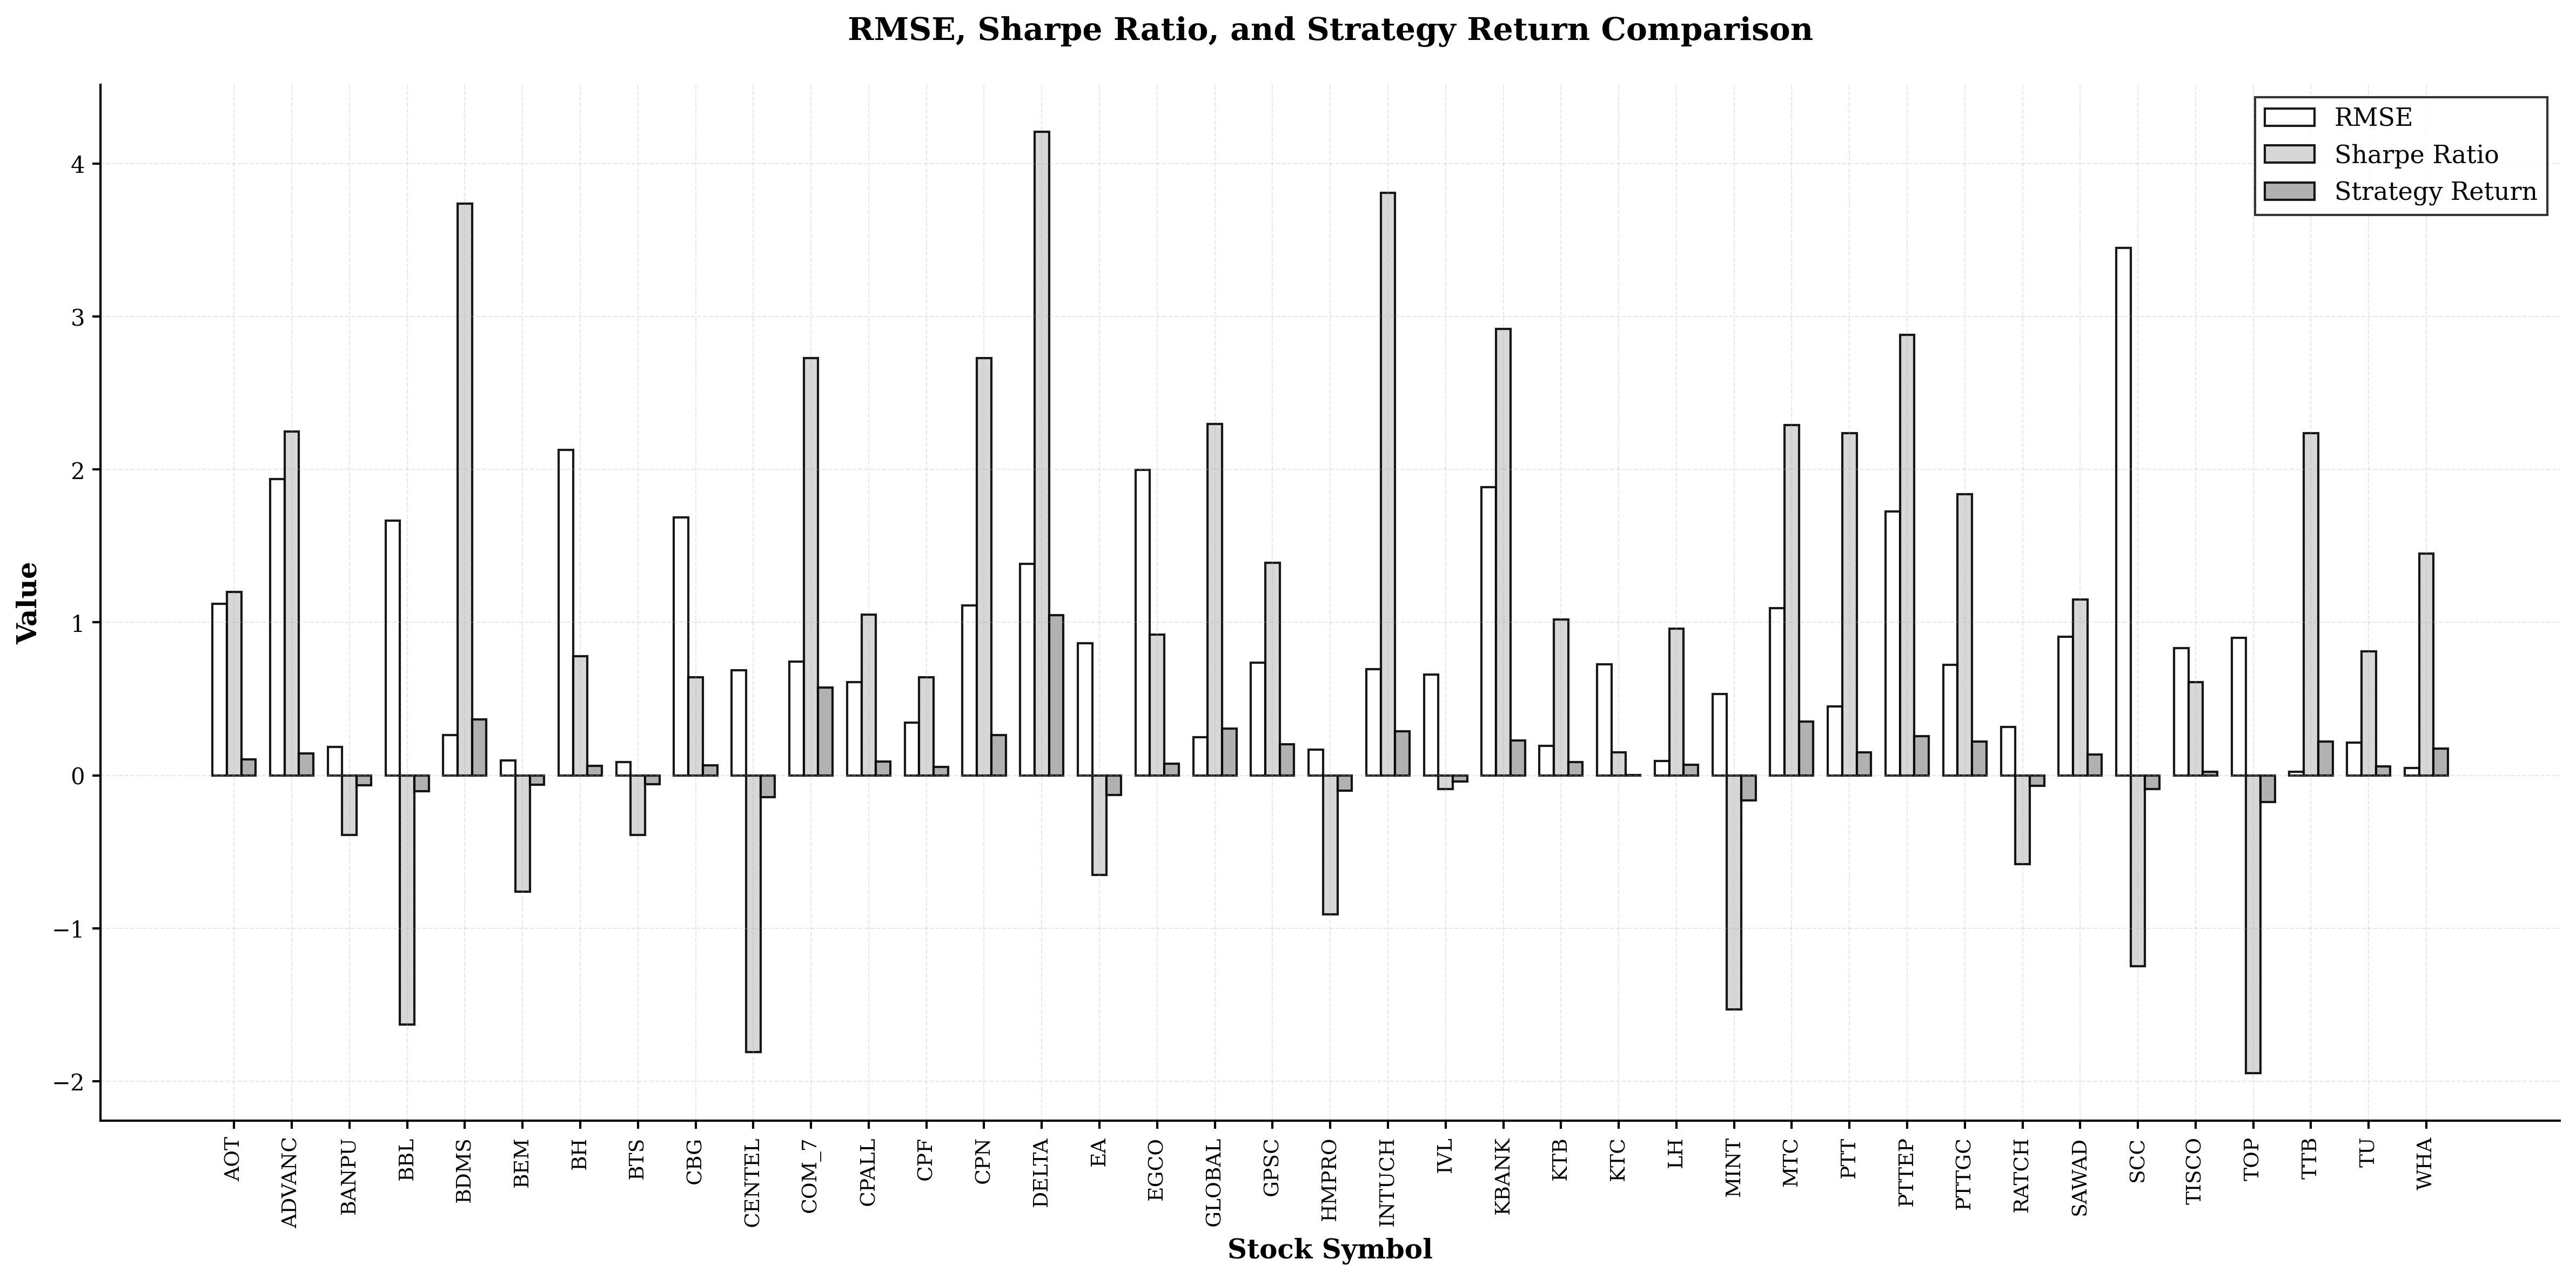 RMSE, Sharpe Ratio, and Strategy Return Comparison
RMSE
Sharpe Ratio
Strategy Return
Value
4
3
2
1
0
−1
−2
AOT
ADVANC
BANPU
BBL
BDMS
BEM
BH
BTS
CBG
CENTEL
COM_7
CPALL
CPF
CPN
DELTA
EA
EGCO
GLOBAL
GPSC
HMPRO
INTUCH
IVL
KBANK
KTB
KTC
LH
MINT
MTC
PTT
PTTEP
PTTGC
RATCH
SAWAD
SCC
TISCO
TOP
TTB
TU
WHA
Stock Symbol